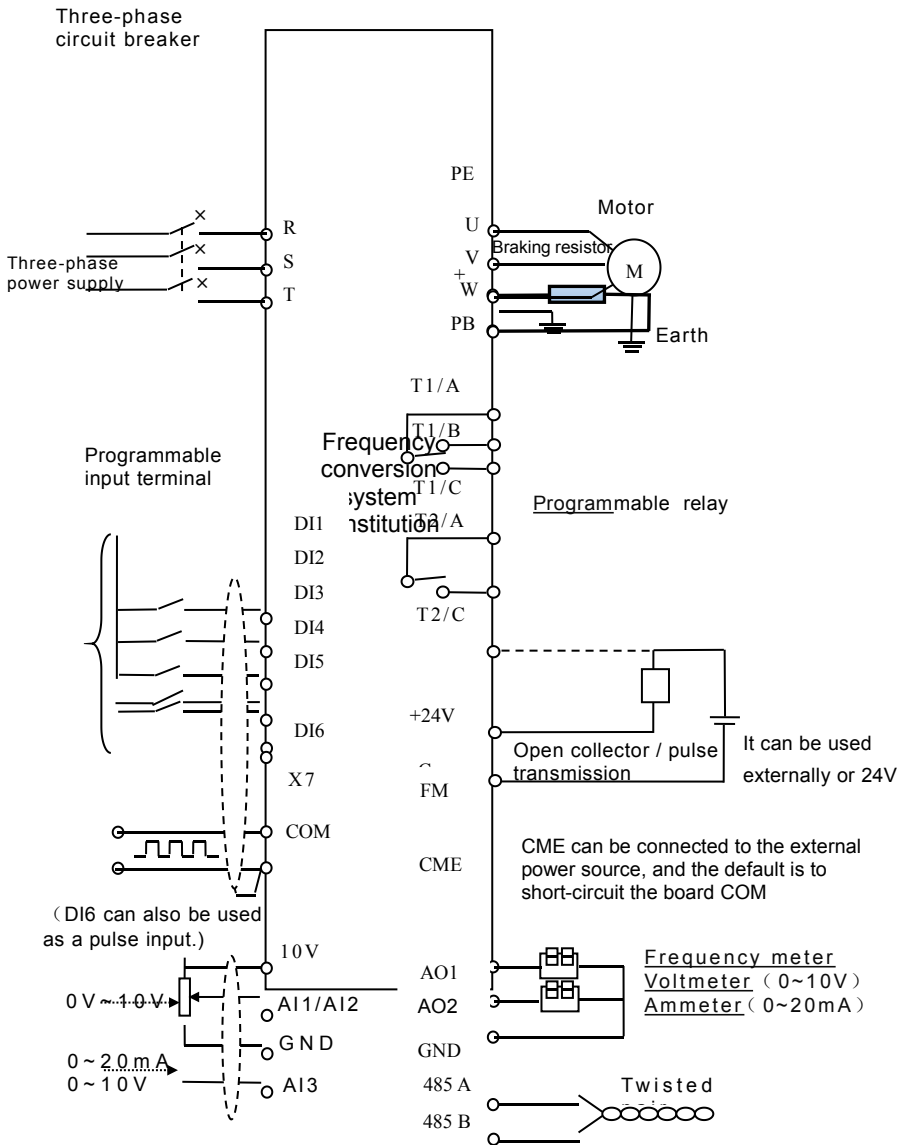 Three-phase
circuit breaker
PE
Motor
U
R
Braking resistor
V
S
M
Three-phase
power supply
+
W
T
PB
Earth
T1/A
T1/B
Frequency
conversion
Programmable
input terminal
T1/C
system
Programmable relay
T2/A
DI1
DI2
DI3
T2/C
DI4
DI5
+24V
DI6
Open collector / pulse
transmission
It can be used
externally or 24V
X7
FM
COM
CME
CME can be connected to the external
power source, and the default is to
short-circuit the board COM
(DI6 can also be used
as a pulse input.)
10V
AO1
Frequency meter
Voltmeter (0~10V)
Ammeter (0~20mA)
0V~10V
AI1/AI2
AO2
GND
GND
0~20mA
0~10V
AI3
485 A
Twisted
485 B